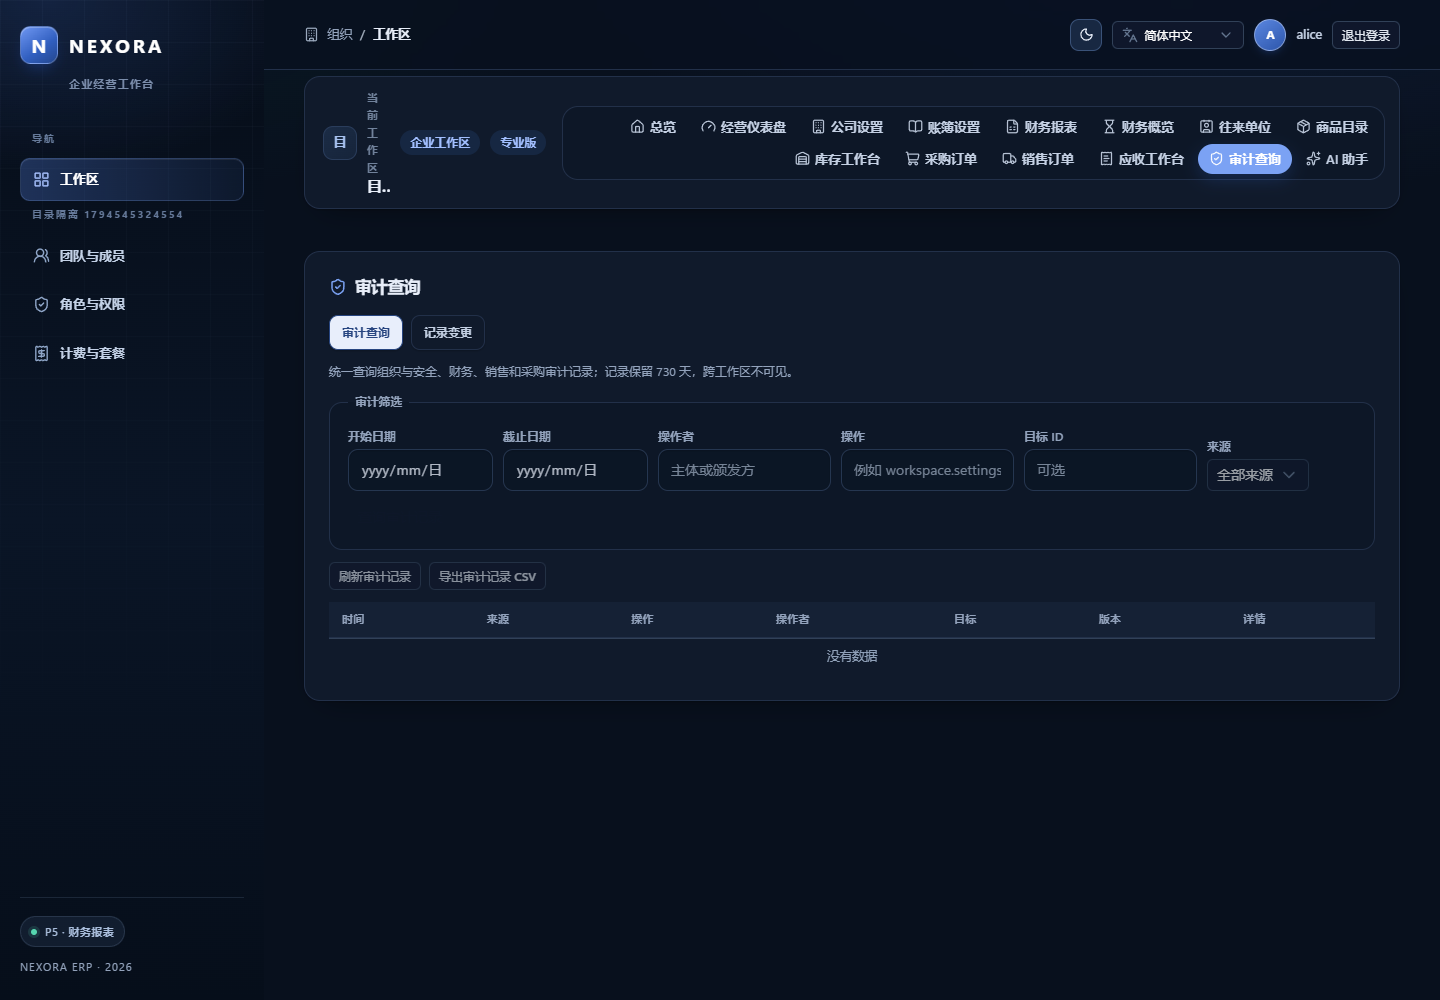 N NEXORA
企业经营工作台
导航
工作区
目录隔离 1794545324554
团队与成员
角色与权限
计费与套餐
P5 · 财务报表
NEXORA ERP · 2026
组织 / 工作区
简体中文
A
alice
退出登录
目
当前工作区
目..
企业工作区
专业版
总览
经营仪表盘
公司设置
账簿设置
财务报表
财务概览
往来单位
商品目录
库存工作台
采购订单
销售订单
应收工作台
审计查询
AI 助手
审计查询
审计查询
记录变更
统一查询组织与安全、财务、销售和采购审计记录；记录保留 730 天，跨工作区不可见。
审计筛选
开始日期
截止日期
操作者
操作
目标 ID
来源
yyyy/mm/日
yyyy/mm/日
主体或颁发方
例如 workspace.settings
可选
全部来源
刷新审计记录
导出审计记录 CSV
时间
来源
操作
操作者
目标
版本
详情
没有数据